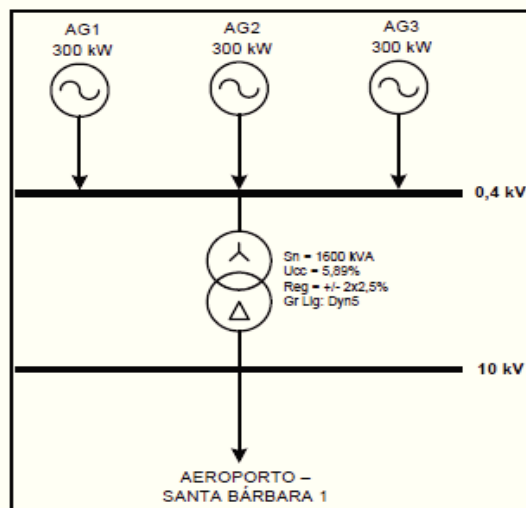 AG1
300 kW
AG2
300 kW
AG3
300 kW
0,4 kV
Sn = 1600 kVA
Ucc = 5,89%
Reg = +/- 2x2,5%
Gr Lig: Dyn5
10 kV
AEROPORTO –
SANTA BÁRBARA 1